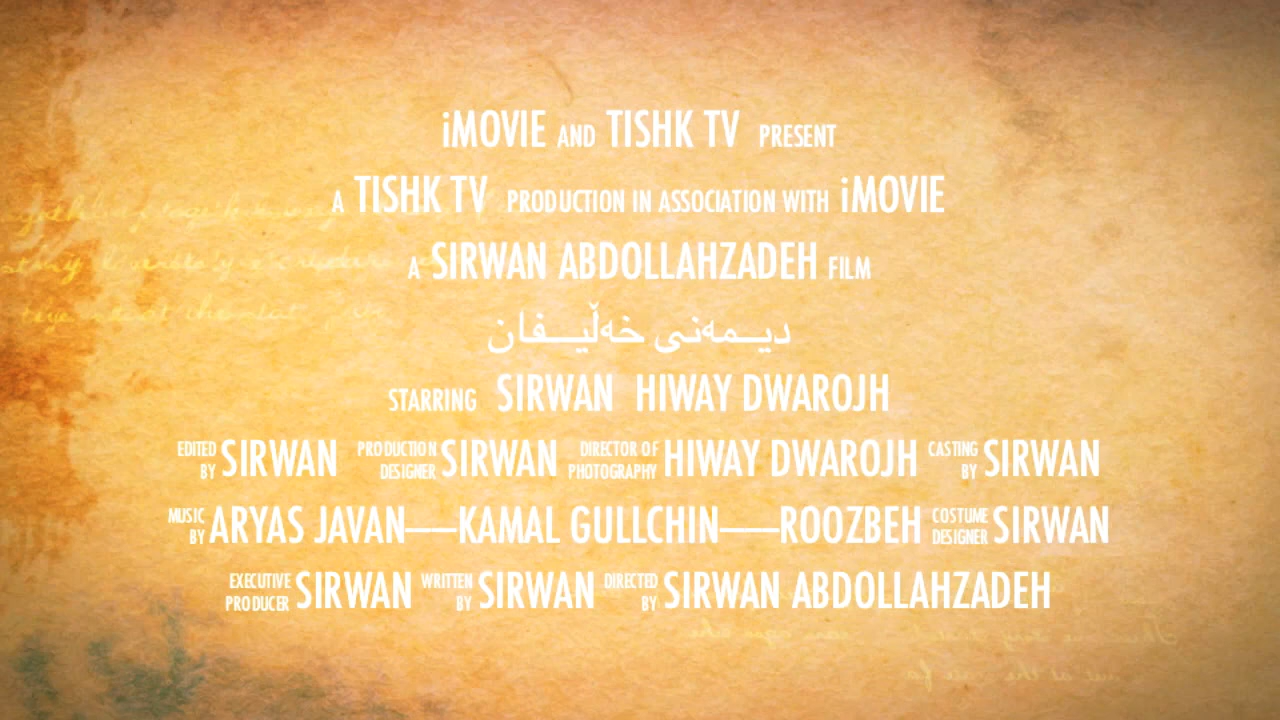 iMOVIE AND TISHK TV PRESENT
A TISHK TV PRODUCTION IN ASSOCIATION WITH iMOVIE
A SIRWAN ABDOLLAHZADEH FILM
دیـــمەنی خەڵیـــفان
STARRING SIRWAN HIWAY DWAROJH
EDITED BY SIRWAN PRODUCTION DESIGNER SIRWAN DIRECTOR OF PHOTOGRAPHY HIWAY DWAROJH CASTING BY SIRWAN
MUSIC BY ARYAS JAVAN—KAMAL GULLCHIN—ROOZBEH COSTUME DESIGNER SIRWAN
EXECUTIVE PRODUCER SIRWAN WRITTEN BY SIRWAN DIRECTED BY SIRWAN ABDOLLAHZADEH